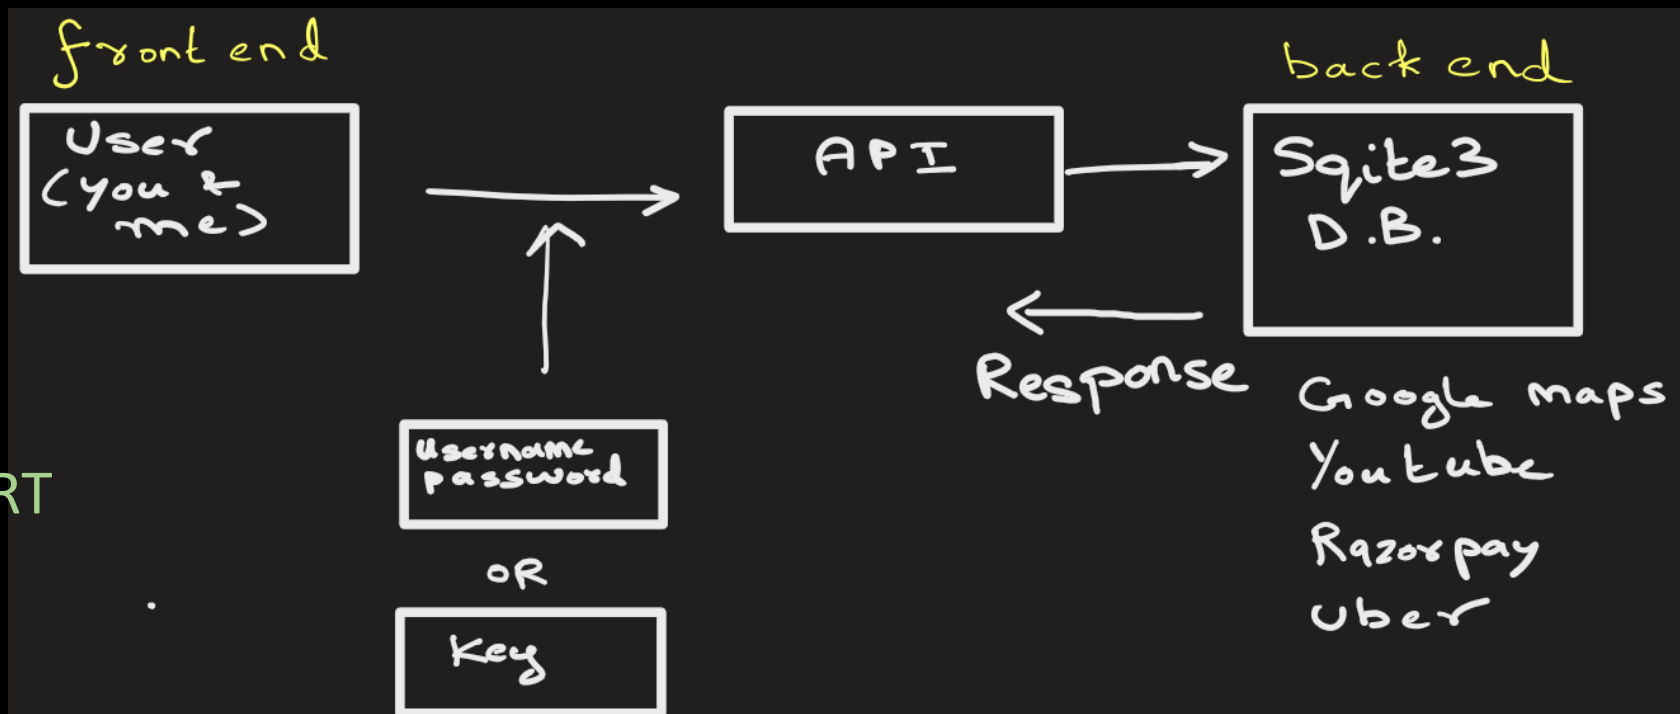 front end
back end
User
(you &
me)
API
Sqite3
D.B.
Response
Google maps
Youtube
Razorpay
Uber
Username
password
OR
Key
RT